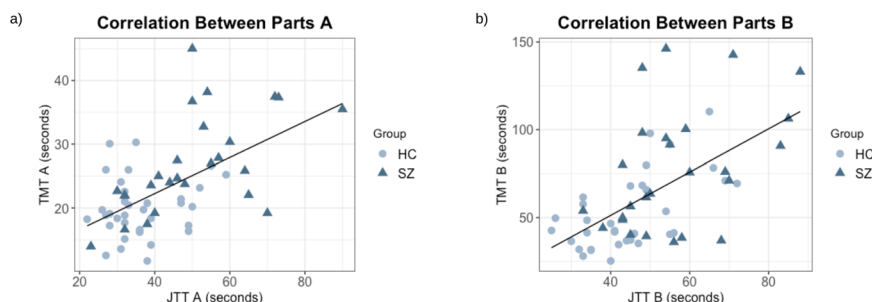 a)
Correlation Between Parts A
TMT A (seconds)
40
30
20
20
40
60
80
JTT A (seconds)
Group
HC
SZ
b)
Correlation Between Parts B
TMT B (seconds)
150
100
50
40
60
80
JTT B (seconds)
Group
HC
SZ